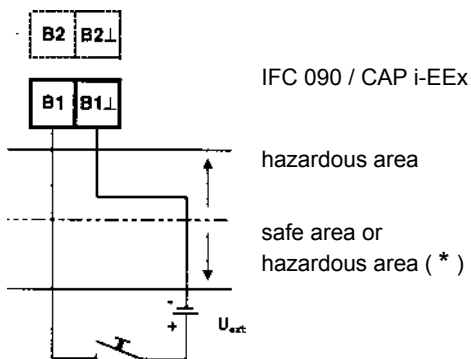 B2 B2⊥
IFC 090 / CAP i-EEx
B1 B1⊥
hazardous area
safe area or
hazardous area ( * )
-
+ Uext